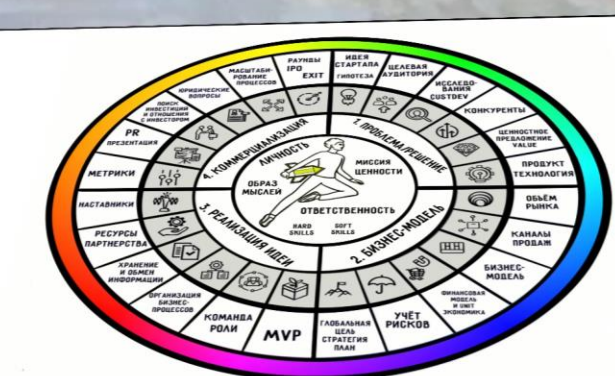 ИДЕЯ
СТАРТАПА
ГИПОТЕЗА
ЦЕЛЕВАЯ
АУДИТОРИЯ
ИССЛЕДО-
ВАНИЯ
CUSTDEV
КОНКУРЕНТЫ
ЦЕННОСТНОЕ
ПРЕДЛОЖЕНИЕ
VALUE
ПРОДУКТ
ТЕХНОЛОГИЯ
ОБЪЁМ
РЫНКА
КАНАЛЫ
ПРОДАЖ
БИЗНЕС-
МОДЕЛЬ
ФИНАНСОВАЯ
МОДЕЛЬ
И UNIT
ЭКОНОМИКА
УЧЁТ
РИСКОВ
ГЛОБАЛЬНАЯ
ЦЕЛЬ
СТРАТЕГИЯ
ПЛАН
MVP
КОМАНДА
РОЛИ
ОРГАНИЗАЦИЯ
БИЗНЕС-
ПРОЦЕССОВ
ХРАНЕНИЕ
И ОБМЕН
ИНФОРМАЦИИ
РЕСУРСЫ
ПАРТНЕРСТВА
НАСТАВНИКИ
МЕТРИКИ
PR
ПРЕЗЕНТАЦИЯ
ПОИСК
ИНВЕСТИЦИЙ
И ОТНОШЕНИЯ
С ИНВЕСТОРОМ
ЮРИДИЧЕСКИЕ
ВОПРОСЫ
МАСШТАБИ-
РОВАНИЕ
ПРОЦЕССОВ
РАУНДЫ
IPO
EXIT
1. ПРОБЛЕМА/РЕШЕНИЕ
2. БИЗНЕС-МОДЕЛЬ
3. РЕАЛИЗАЦИЯ ИДЕИ
4. КОММЕРЦИАЛИЗАЦИЯ
ЛИЧНОСТЬ
МИССИЯ
ЦЕННОСТИ
ОБРАЗ
МЫСЛЕЙ
ОТВЕТСТВЕННОСТЬ
HARD
SKILLS
SOFT
SKILLS